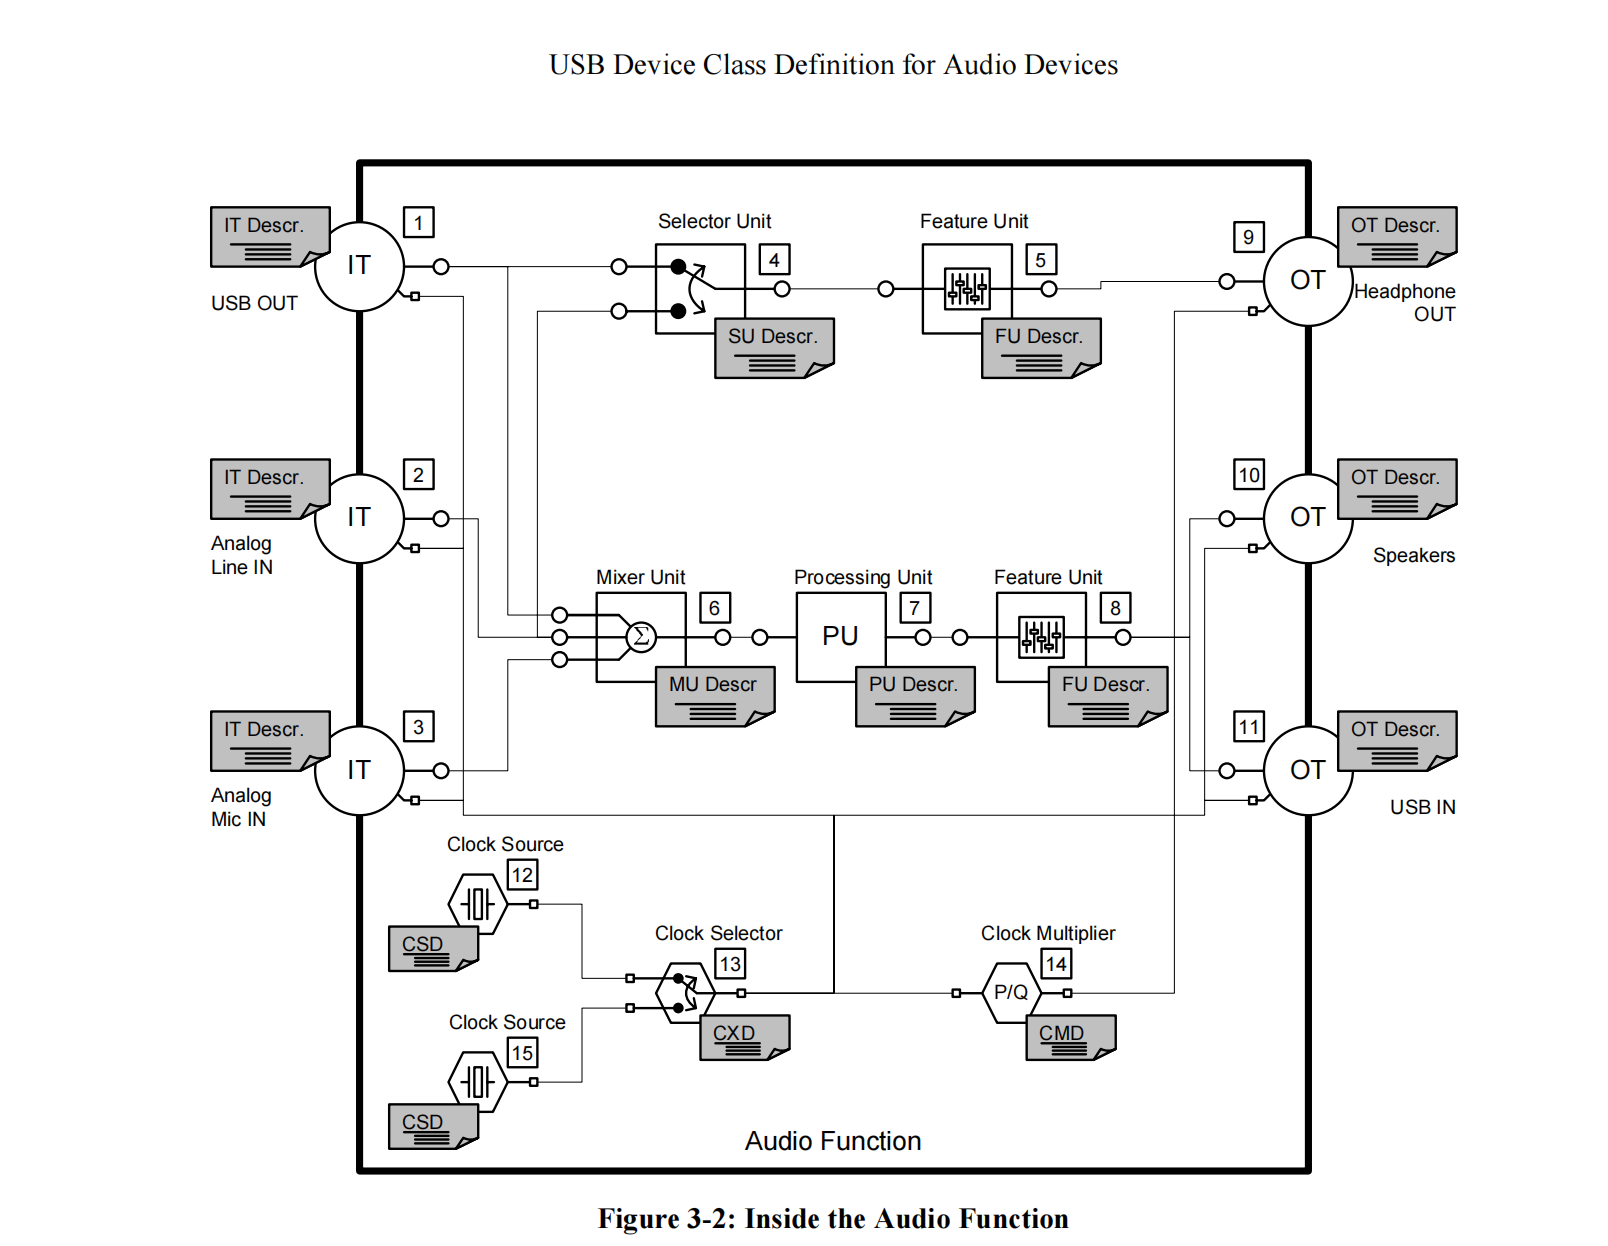 USB Device Class Definition for Audio Devices
IT Descr.
1
Selector Unit
Feature Unit
9
OT Descr.
IT
4
5
OT
USB OUT
Headphone
OUT
SU Descr.
FU Descr.
IT Descr.
2
10
OT Descr.
IT
OT
Analog
Line IN
Speakers
Mixer Unit
Processing Unit
Feature Unit
6
7
8
Σ
PU
MU Descr
PU Descr.
FU Descr.
IT Descr.
3
11
OT Descr.
IT
OT
Analog
Mic IN
USB IN
Clock Source
12
CSD
Clock Selector
Clock Multiplier
13
14
P/Q
Clock Source
CXD
CMD
15
CSD
Audio Function
Figure 3-2: Inside the Audio Function